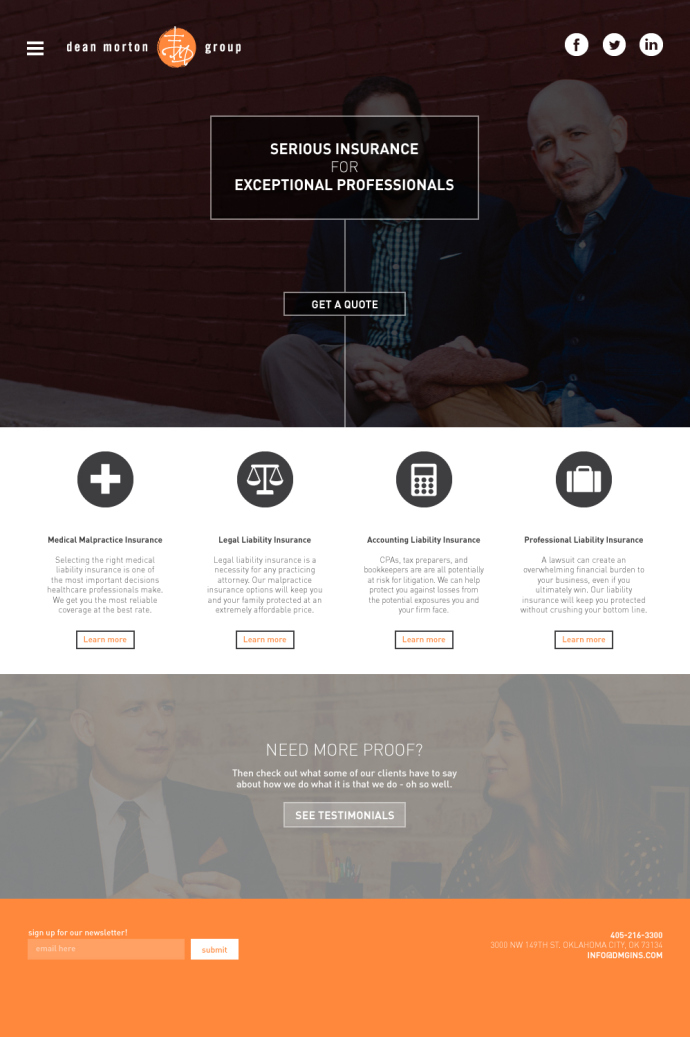 dean morton group
SERIOUS INSURANCE
FOR
EXCEPTIONAL PROFESSIONALS
GET A QUOTE
Medical Malpractice Insurance
Selecting the right medical
liability insurance is one of
the most important decisions
healthcare professionals make.
We get you the most reliable
coverage at the best rate.
Learn more
Legal Liability Insurance
Legal liability insurance is a
necessity for any practicing
attorney. Our malpractice
insurance options will keep you
and your family protected at an
extremely affordable price.
Learn more
Accounting Liability Insurance
CPAs, tax preparers, and
bookkeepers are are all potentially
at risk for litigation. We can help
protect you against losses from
the potential exposures you and
your firm face.
Learn more
Professional Liability Insurance
A lawsuit can create an
overwhelming financial burden to
your business, even if you
ultimately win. Our liability
insurance will keep you protected
without crushing your bottom line.
Learn more
NEED MORE PROOF?
Then check out what some of our clients have to say
about how we do what it is that we do - oh so well.
SEE TESTIMONIALS
sign up for our newsletter!
email here
submit
405-216-3300
3000 NW 149TH ST. OKLAHOMA CITY, OK 73134
INFO@DMGINS.COM